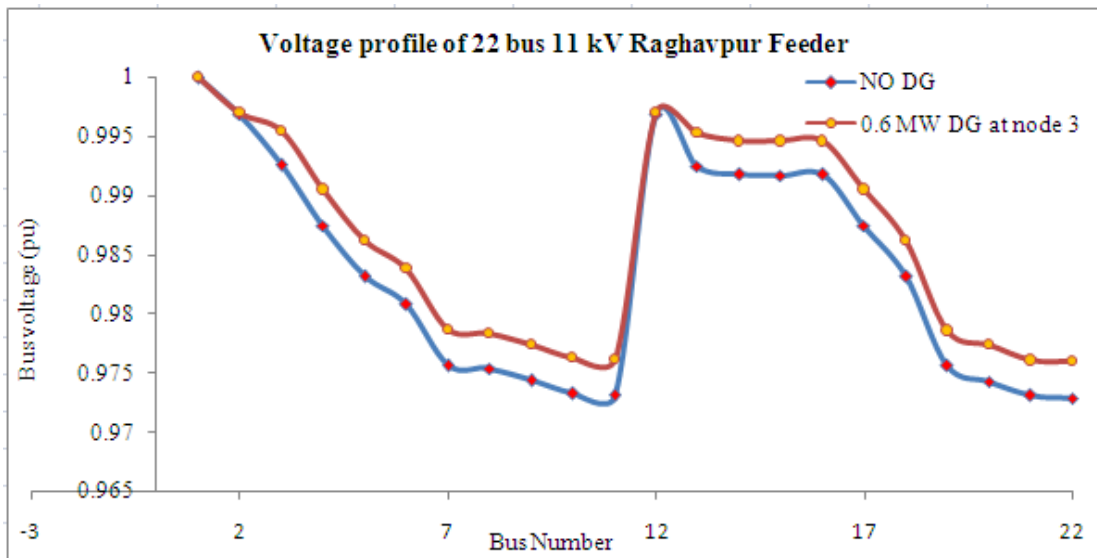 Voltage profile of 22 bus 11 kV Raghavpur Feeder
NO DG
0.6 MW DG at node 3
1
0.995
0.99
0.985
0.98
0.975
0.97
0.965
Bus voltage (pu)
-3 2 7 12 17 22
Bus Number